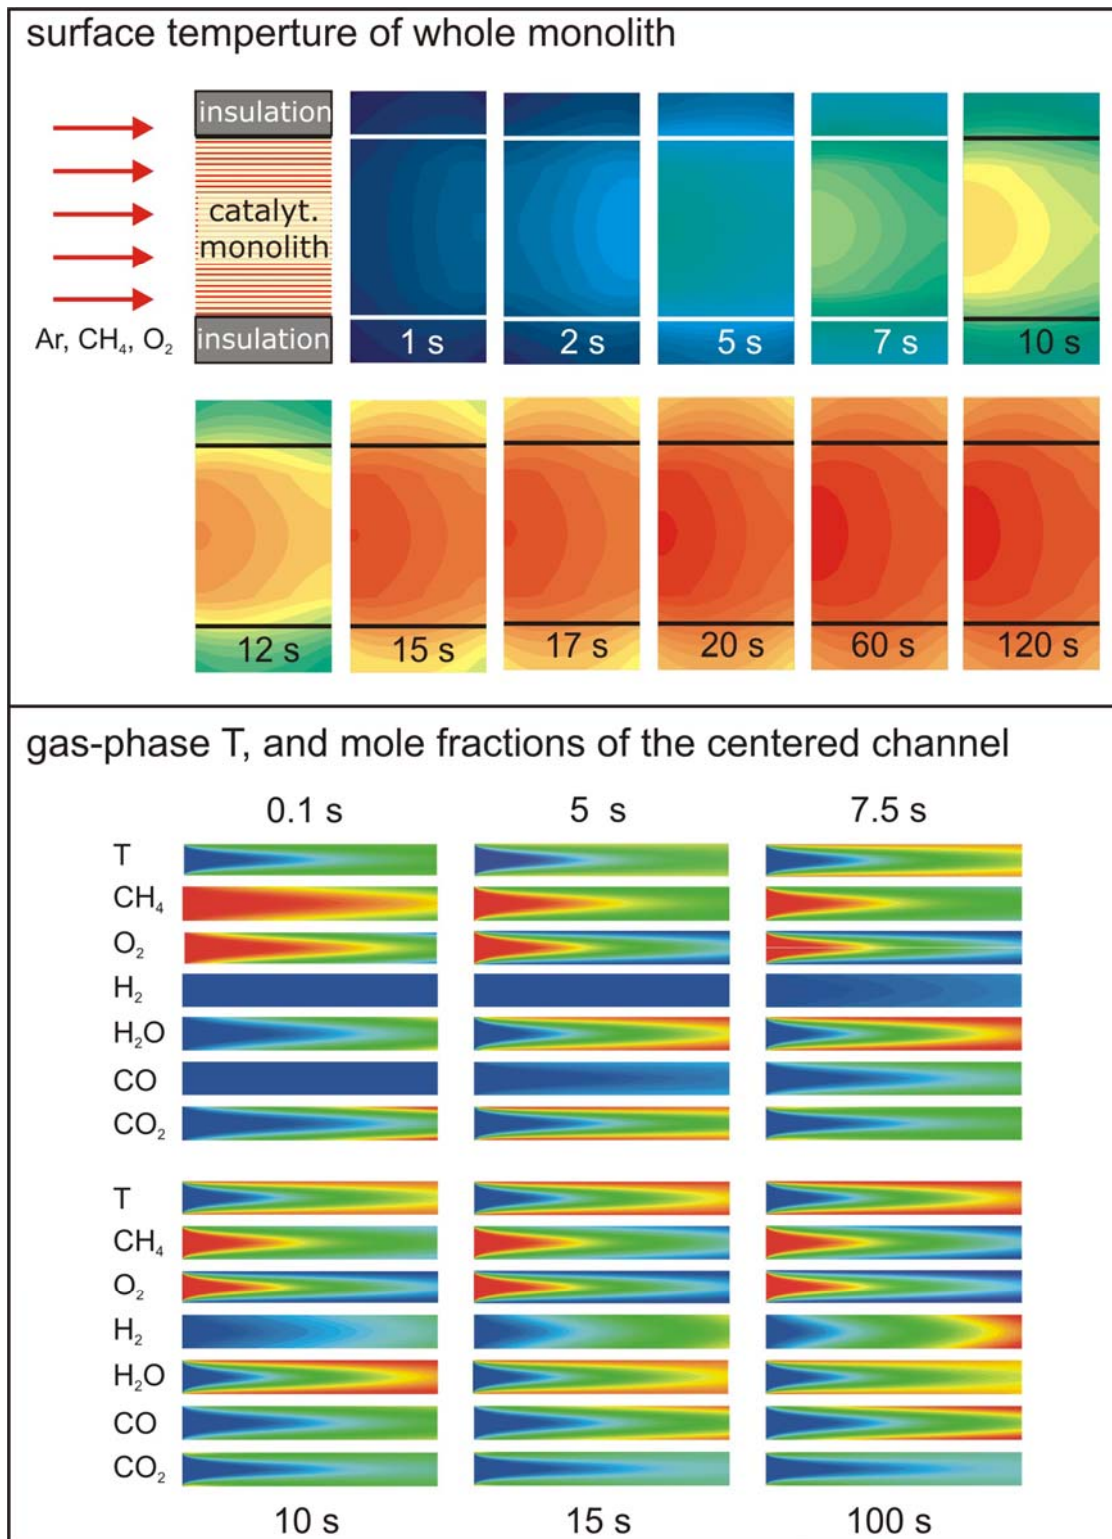 surface temperture of whole monolith
insulation
catalyt.
monolith
insulation
Ar, CH₄, O₂
1 s
2 s
5 s
7 s
10 s
12 s
15 s
17 s
20 s
60 s
120 s
gas-phase T, and mole fractions of the centered channel
0.1 s
5 s
7.5 s
T
CH₄
O₂
H₂
H₂O
CO
CO₂
T
CH₄
O₂
H₂
H₂O
CO
CO₂
10 s
15 s
100 s